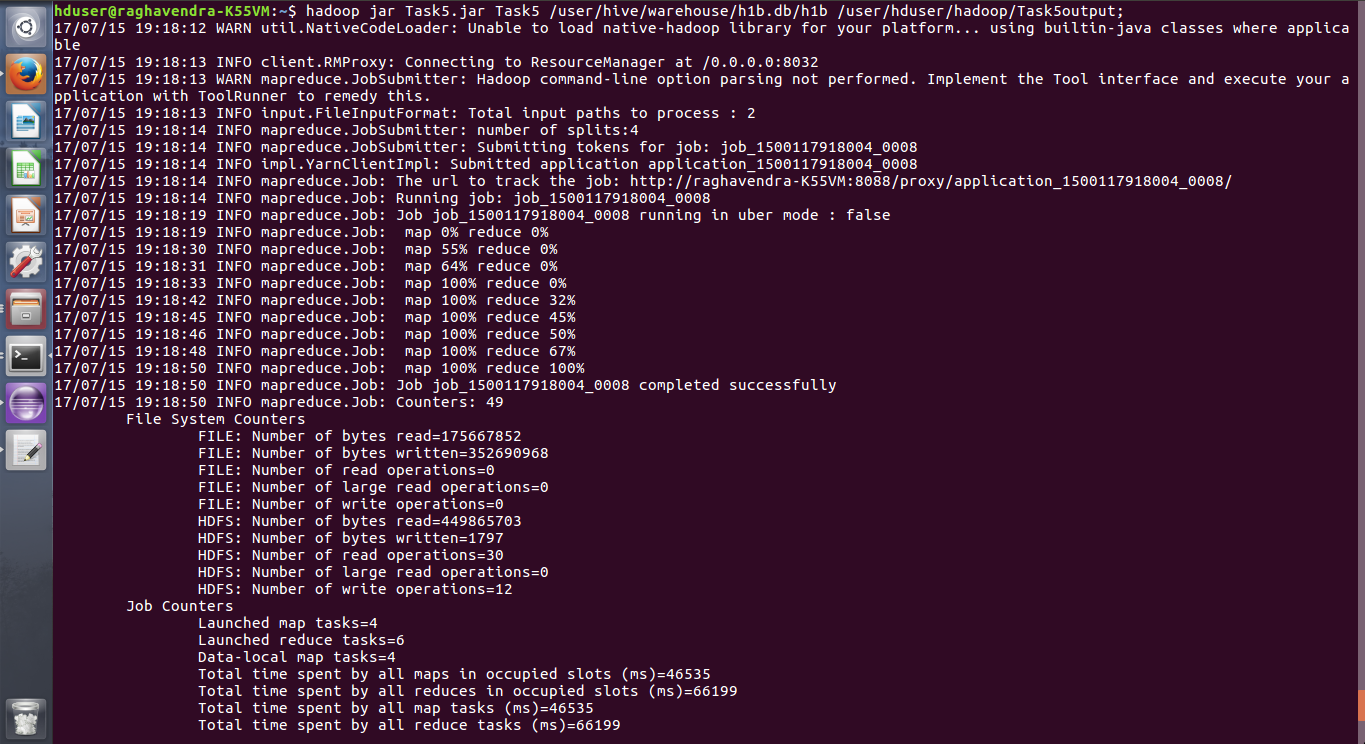 hduser@raghavendra-K55VM:~$ hadoop jar Task5.jar Task5 /user/hive/warehouse/h1b.db/h1b /user/hduser/hadoop/Task5output;
17/07/15 19:18:12 WARN util.NativeCodeLoader: Unable to load native-hadoop library for your platform... using builtin-java classes where applica
ble
17/07/15 19:18:13 INFO client.RMProxy: Connecting to ResourceManager at /0.0.0.0:8032
17/07/15 19:18:13 WARN mapreduce.JobSubmitter: Hadoop command-line option parsing not performed. Implement the Tool interface and execute your a
pplication with ToolRunner to remedy this.
17/07/15 19:18:13 INFO input.FileInputFormat: Total input paths to process : 2
17/07/15 19:18:14 INFO mapreduce.JobSubmitter: number of splits:4
17/07/15 19:18:14 INFO mapreduce.JobSubmitter: Submitting tokens for job: job_1500117918004_0008
17/07/15 19:18:14 INFO impl.YarnClientImpl: Submitted application application_1500117918004_0008
17/07/15 19:18:14 INFO mapreduce.Job: The url to track the job: http://raghavendra-K55VM:8088/proxy/application_1500117918004_0008/
17/07/15 19:18:14 INFO mapreduce.Job: Running job: job_1500117918004_0008
17/07/15 19:18:19 INFO mapreduce.Job: Job job_1500117918004_0008 running in uber mode : false
17/07/15 19:18:19 INFO mapreduce.Job:  map 0% reduce 0%
17/07/15 19:18:30 INFO mapreduce.Job:  map 55% reduce 0%
17/07/15 19:18:31 INFO mapreduce.Job:  map 64% reduce 0%
17/07/15 19:18:33 INFO mapreduce.Job:  map 100% reduce 0%
17/07/15 19:18:42 INFO mapreduce.Job:  map 100% reduce 32%
17/07/15 19:18:45 INFO mapreduce.Job:  map 100% reduce 45%
17/07/15 19:18:46 INFO mapreduce.Job:  map 100% reduce 50%
17/07/15 19:18:48 INFO mapreduce.Job:  map 100% reduce 67%
17/07/15 19:18:50 INFO mapreduce.Job:  map 100% reduce 100%
17/07/15 19:18:50 INFO mapreduce.Job: Job job_1500117918004_0008 completed successfully
17/07/15 19:18:50 INFO mapreduce.Job: Counters: 49
File System Counters
FILE: Number of bytes read=175667852
FILE: Number of bytes written=352690968
FILE: Number of read operations=0
FILE: Number of large read operations=0
FILE: Number of write operations=0
HDFS: Number of bytes read=449865703
HDFS: Number of bytes written=1797
HDFS: Number of read operations=30
HDFS: Number of large read operations=0
HDFS: Number of write operations=12
Job Counters
Launched map tasks=4
Launched reduce tasks=6
Data-local map tasks=4
Total time spent by all maps in occupied slots (ms)=46535
Total time spent by all reduces in occupied slots (ms)=66199
Total time spent by all map tasks (ms)=46535
Total time spent by all reduce tasks (ms)=66199